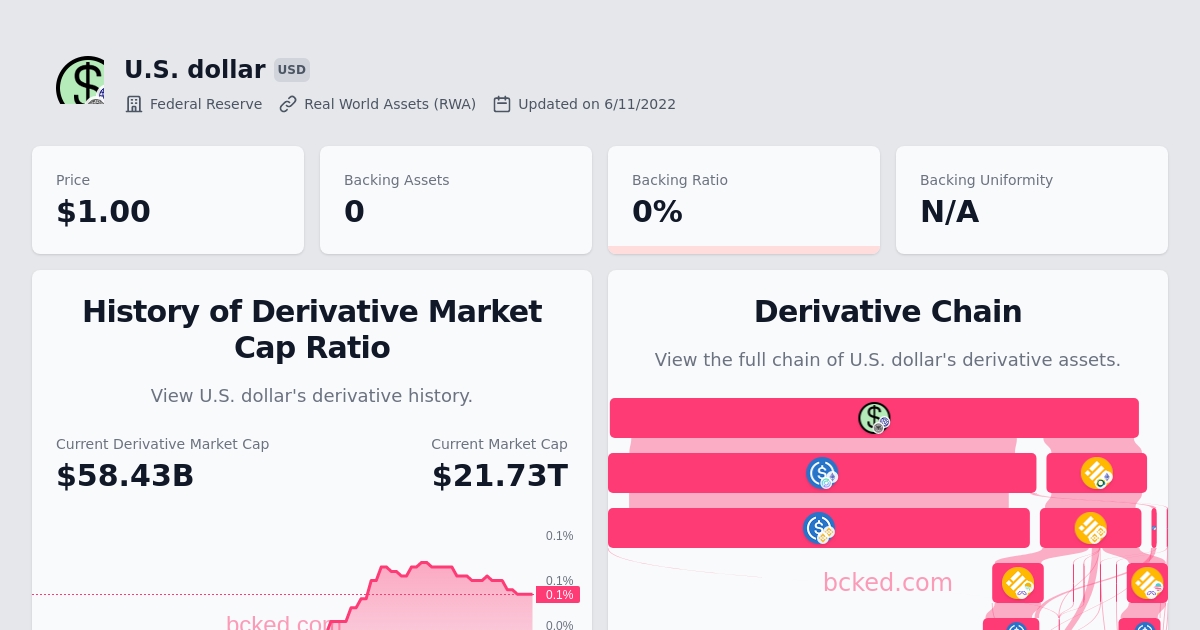 U.S. dollar USD
Federal Reserve Real World Assets (RWA) Updated on 6/11/2022
Price
$1.00
Backing Assets
0
Backing Ratio
0%
Backing Uniformity
N/A
History of Derivative Market
Cap Ratio
View U.S. dollar's derivative history.
Current Derivative Market Cap
$58.43B
Current Market Cap
$21.73T
0.1%
0.1%
0.1%
0.0%
bcked.com
Derivative Chain
View the full chain of U.S. dollar's derivative assets.
bcked.com